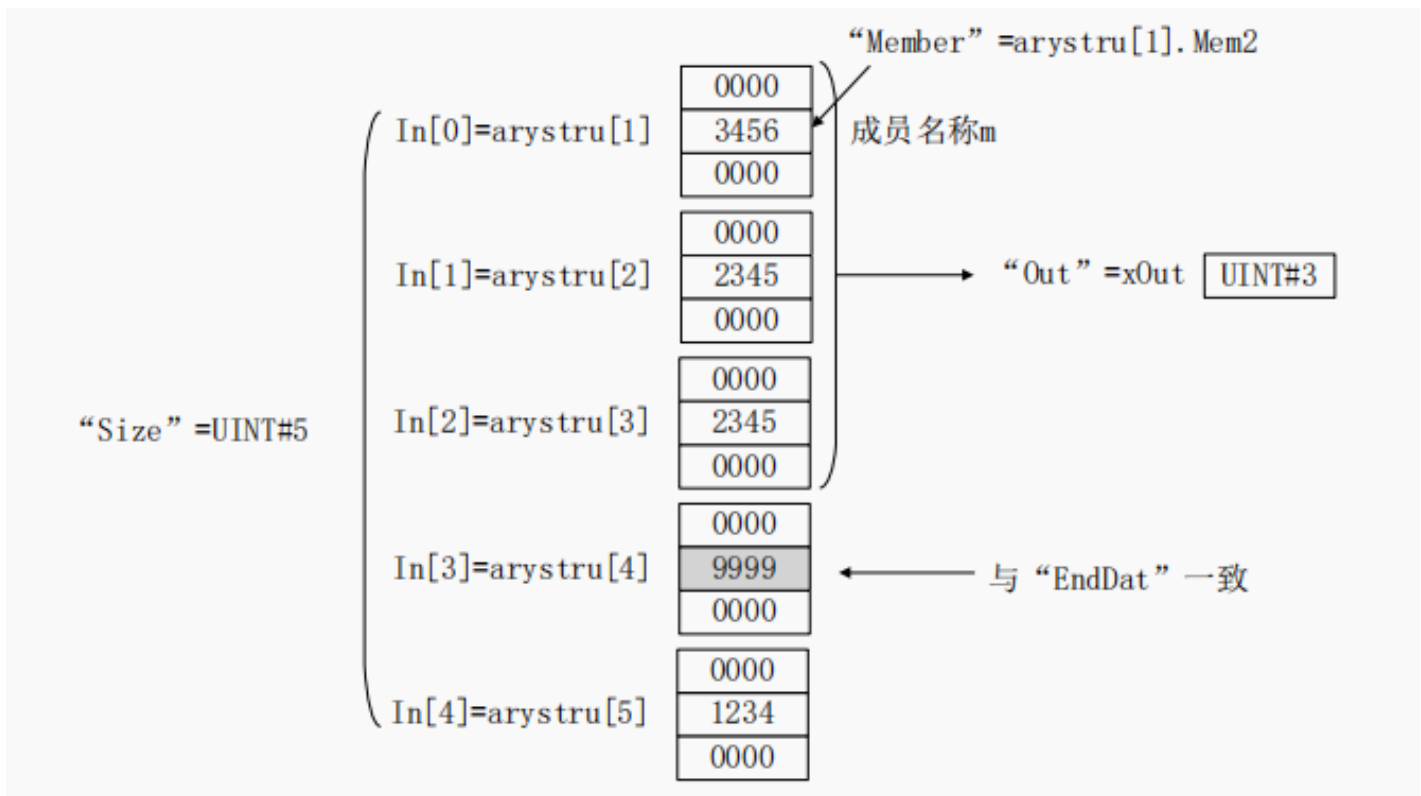 “Member”=arystru[1].Mem2
0000
In[0]=arystru[1] 3456 成员名称m
0000
0000
In[1]=arystru[2] 2345 “Out”=xOut UINT#3
0000
0000
“Size”=UINT#5 In[2]=arystru[3] 2345
0000
0000
In[3]=arystru[4] 9999 与“EndDat”一致
0000
0000
In[4]=arystru[5] 1234
0000